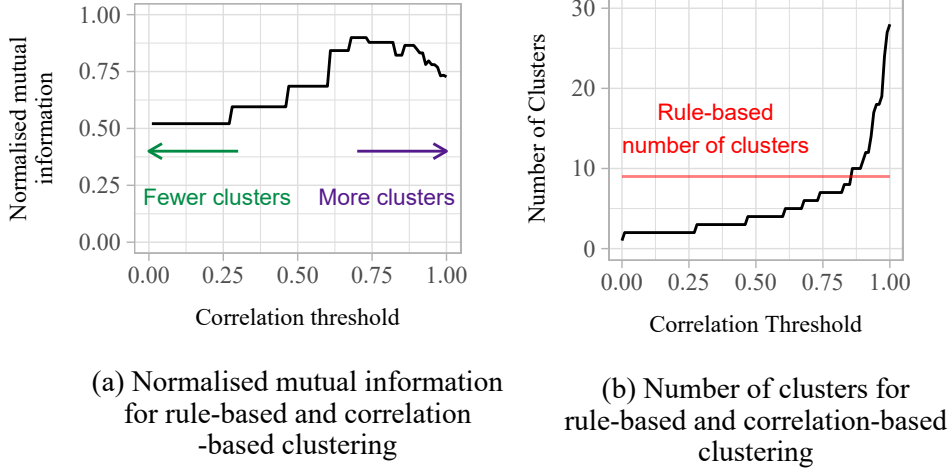 Normalised mutual
information
1.00
0.75
0.50
0.25
0.00
Fewer clusters
More clusters
0.00 0.25 0.50 0.75 1.00
Correlation threshold
(a) Normalised mutual information
for rule-based and correlation
-based clustering
Number of Clusters
30
20
10
0
Rule-based
number of clusters
0.00 0.25 0.50 0.75 1.00
Correlation Threshold
(b) Number of clusters for
rule-based and correlation-based
clustering